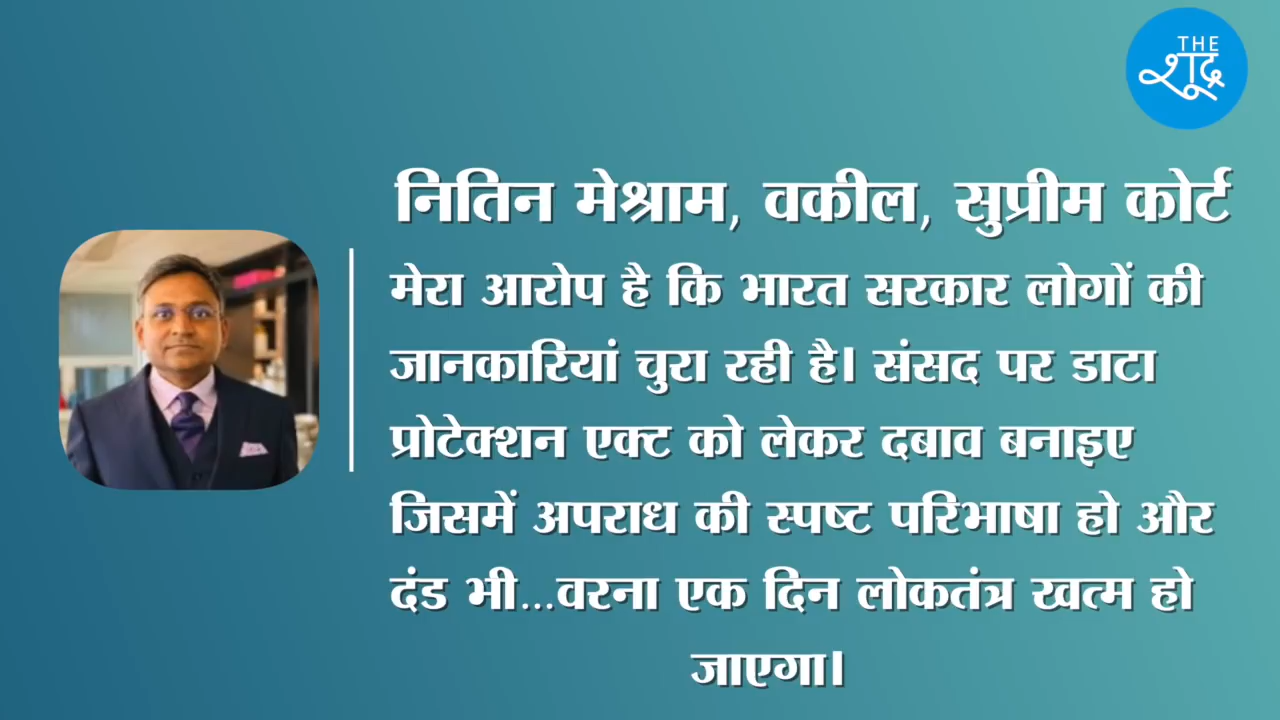 THE
शूद्र
नितिन मेश्राम, वकील, सुप्रीम कोर्ट
मेरा आरोप है कि भारत सरकार लोगों की
जानकारियां चुरा रही है। संसद पर डाटा
प्रोटेक्शन एक्ट को लेकर दबाव बनाइए
जिसमें अपराध की स्पष्ट परिभाषा हो और
दंड भी...वरना एक दिन लोकतंत्र खत्म हो
जाएगा।